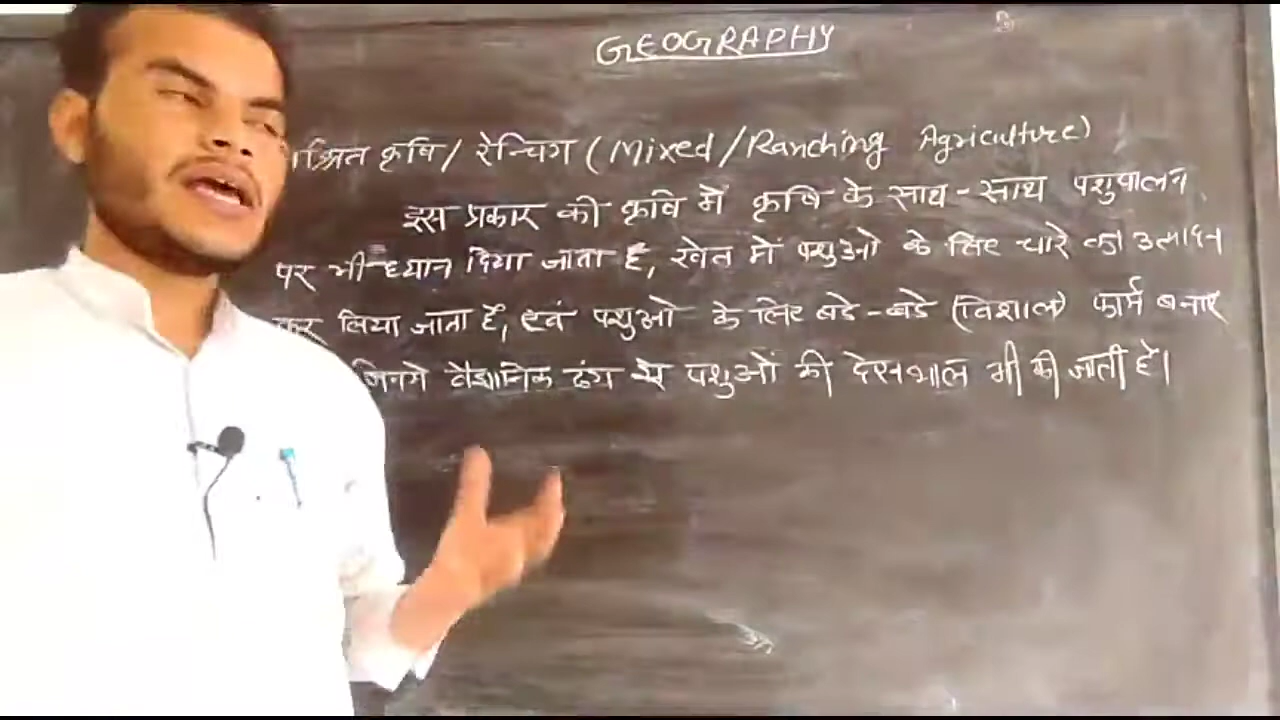 GEOGRAPHY
श्रित कृषि / रेन्चिग (Mixed/Ranching Agriculture)
इस प्रकार की कृषि में कृषि के साथ-साथ पशुपालन
पर भी ध्यान दिया जाता है, खेत में पशुओ के लिए चारे का उत्पादन
कर लिया जाता है, एवं पशुओ के लिए बडे-बडे (विशाल) फार्म बनाए
जिनमे वैज्ञानिक ढंग से पशुओं की देखभाल भी की जाती है।